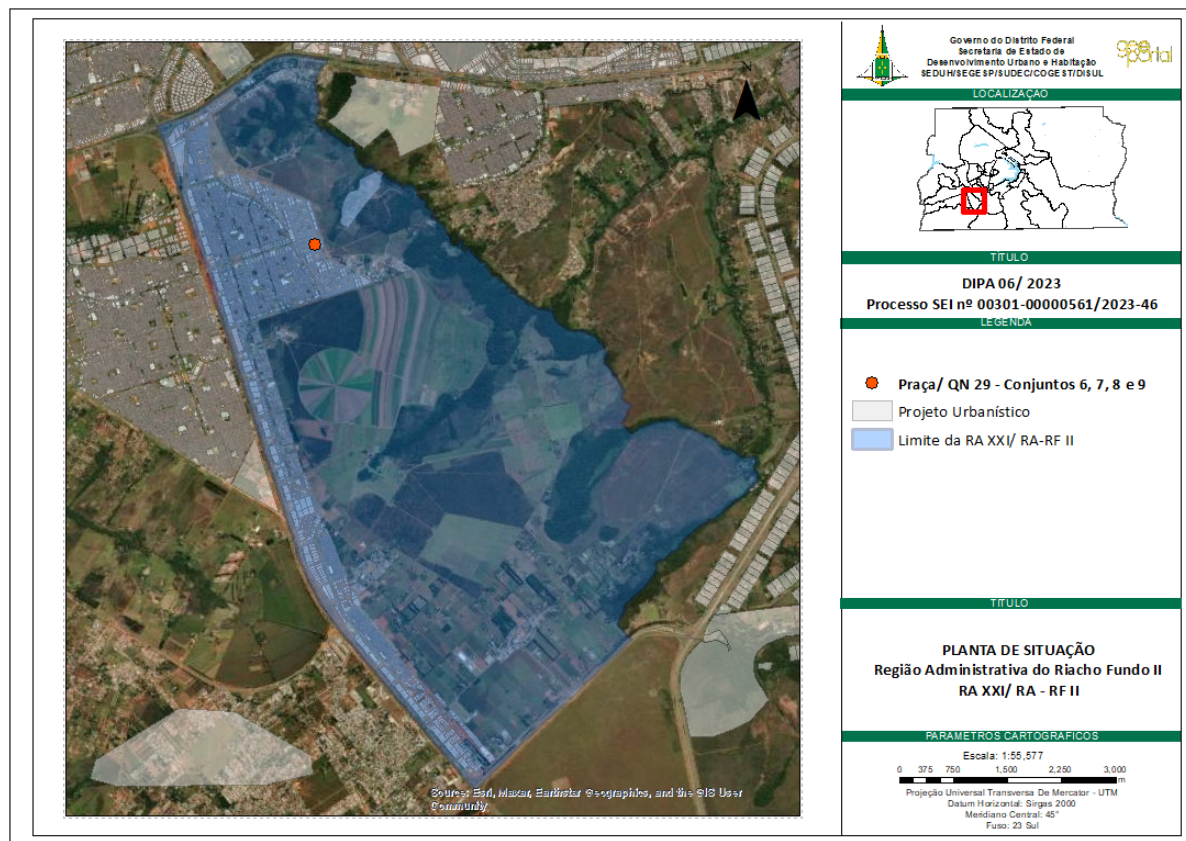 Governo do Distrito Federal
Secretaria de Estado de
Desenvolvimento Urbano e Habitação
SEDUH/SEGESP/SUDEC/COGEST/DISUL
geo
portal
LOCALIZAÇÃO
TÍTULO
DIPA 06/ 2023
Processo SEI nº 00301-00000561/2023-46
LEGENDA
Praça/ QN 29 - Conjuntos 6, 7, 8 e 9
Projeto Urbanístico
Limite da RA XXI/ RA-RF II
TÍTULO
PLANTA DE SITUAÇÃO
Região Administrativa do Riacho Fundo II
RA XXI/ RA - RF II
PARÂMETROS CARTOGRÁFICOS
Escala: 1:55,577
0 375 750 1,500 2,250 3,000
m
Projeção Universal Transversa De Mercator - UTM
Datum Horizontal: Sirgas 2000
Meridiano Central: 45°
Fuso: 23 Sul
N
Source: Esri, Maxar, Earthstar Geographics, and the GIS User
Community